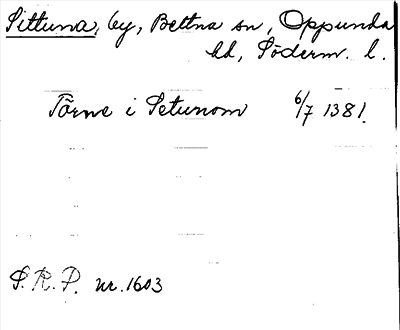 Sittuna, by, Bettna sn, Oppunda
hd, Söderm. l.
Törne i Setunom 6/7 1381.
S.R.P. nr. 1603